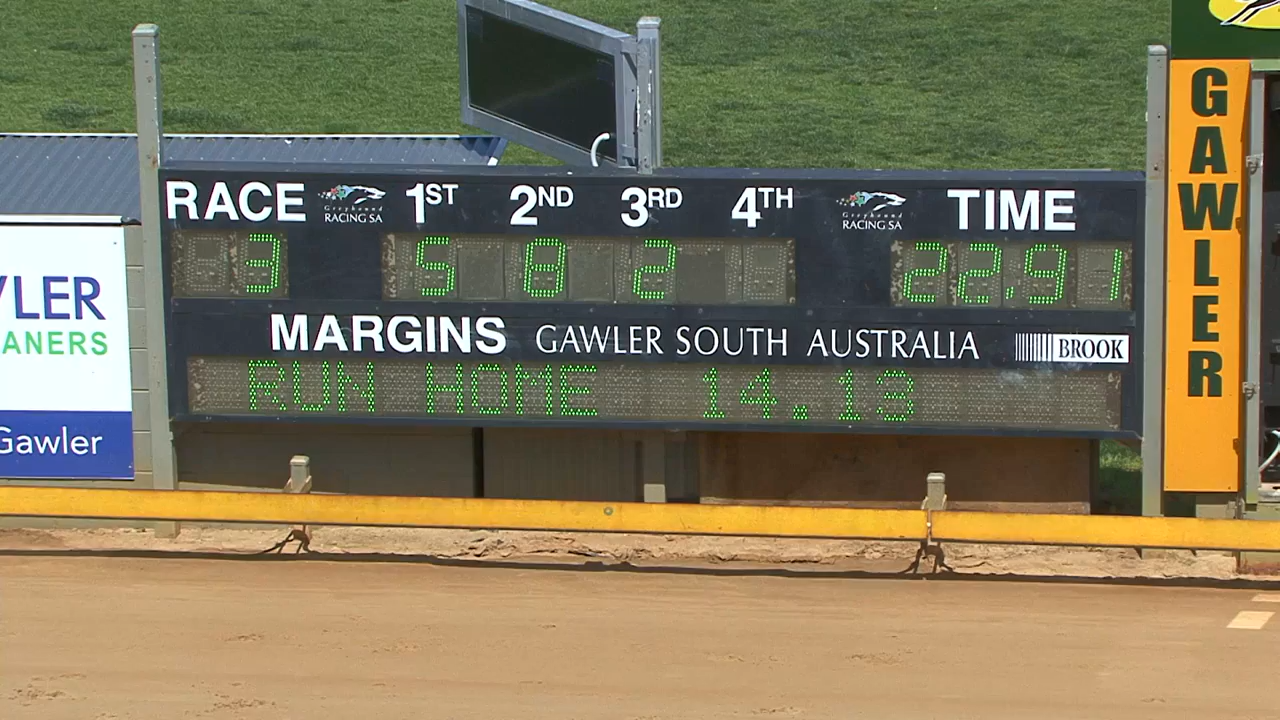 RACE Greyhound RACING SA 1ST 2ND 3RD 4TH Greyhound RACING SA TIME
3 5 8 2 22.91
MARGINS GAWLER SOUTH AUSTRALIA BROOK
RUN HOME 14.13
GAWLER
LER
ANERS
Gawler